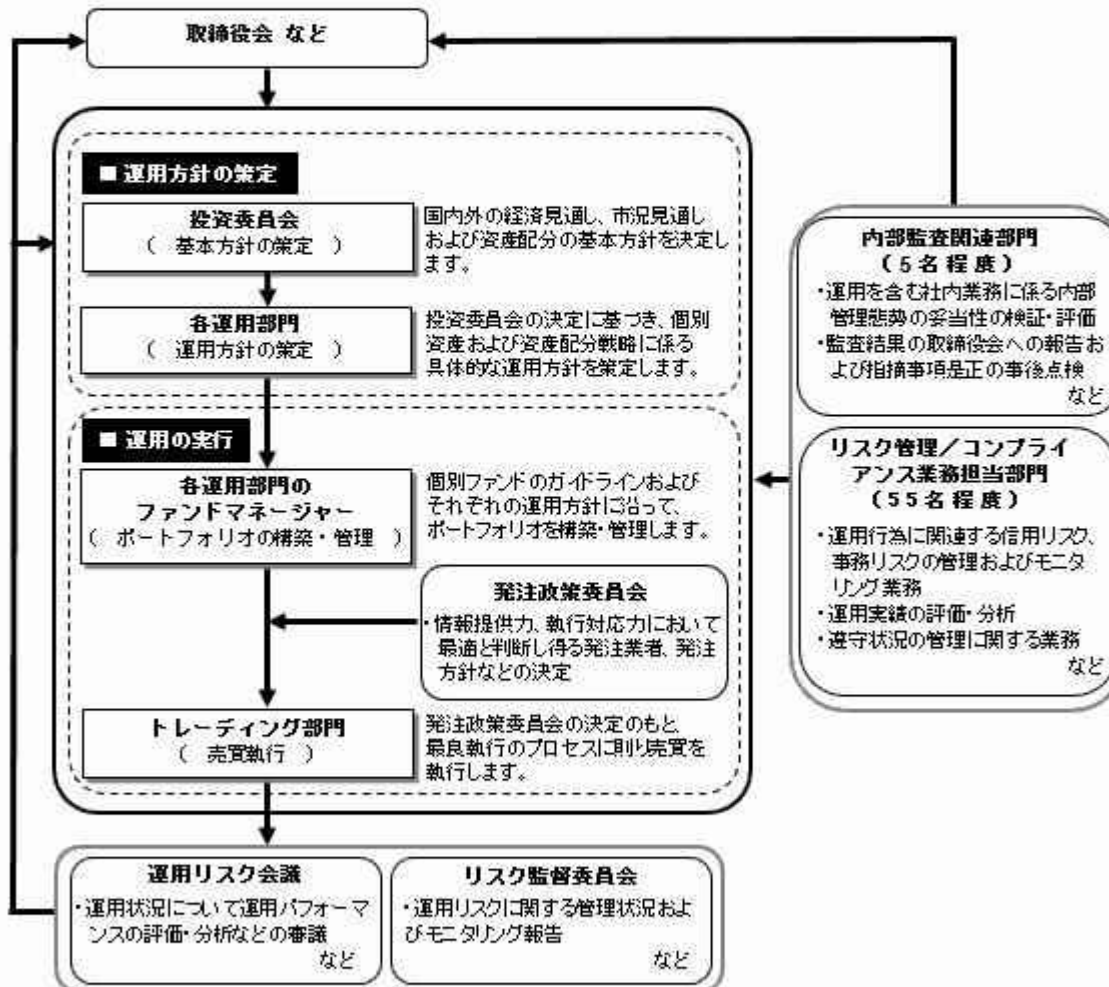 取締役会 など
■ 運用方針の策定
投資委員会
( 基本方針の策定 )
国内外の経済見通し、市況見通し
および資産配分の基本方針を決定し
ます。
各運用部門
( 運用方針の策定 )
投資委員会の決定に基づき、個別
資産および資産配分戦略に係る
具体的な運用方針を策定します。
■ 運用の実行
各運用部門の
ファンドマネージャー
( ポートフォリオの構築・管理 )
個別ファンドのガイドラインおよび
それぞれの運用方針に沿って、
ポートフォリオを構築・管理します。
発注政策委員会
・情報提供力、執行対応力において
最適と判断し得る発注業者、発注
方針などの決定
トレーディング部門
( 売買執行 )
発注政策委員会の決定のもと、
最良執行のプロセスに則り売買を
執行します。
運用リスク会議
・運用状況について運用パフォーマ
ンスの評価・分析などの審議
など
リスク監督委員会
・運用リスクに関する管理状況およ
びモニタリング報告
など
内部監査関連部門
(5名程度)
・運用を含む社内業務に係る内部
管理態勢の妥当性の検証・評価
・監査結果の取締役会への報告お
よび指摘事項是正の事後点検
など
リスク管理/コンプライ
アンス業務担当部門
(55名程度)
・運用行為に関連する信用リスク、
事務リスクの管理およびモニタ
リング業務
・運用実績の評価・分析
・遵守状況の管理に関する業務
など